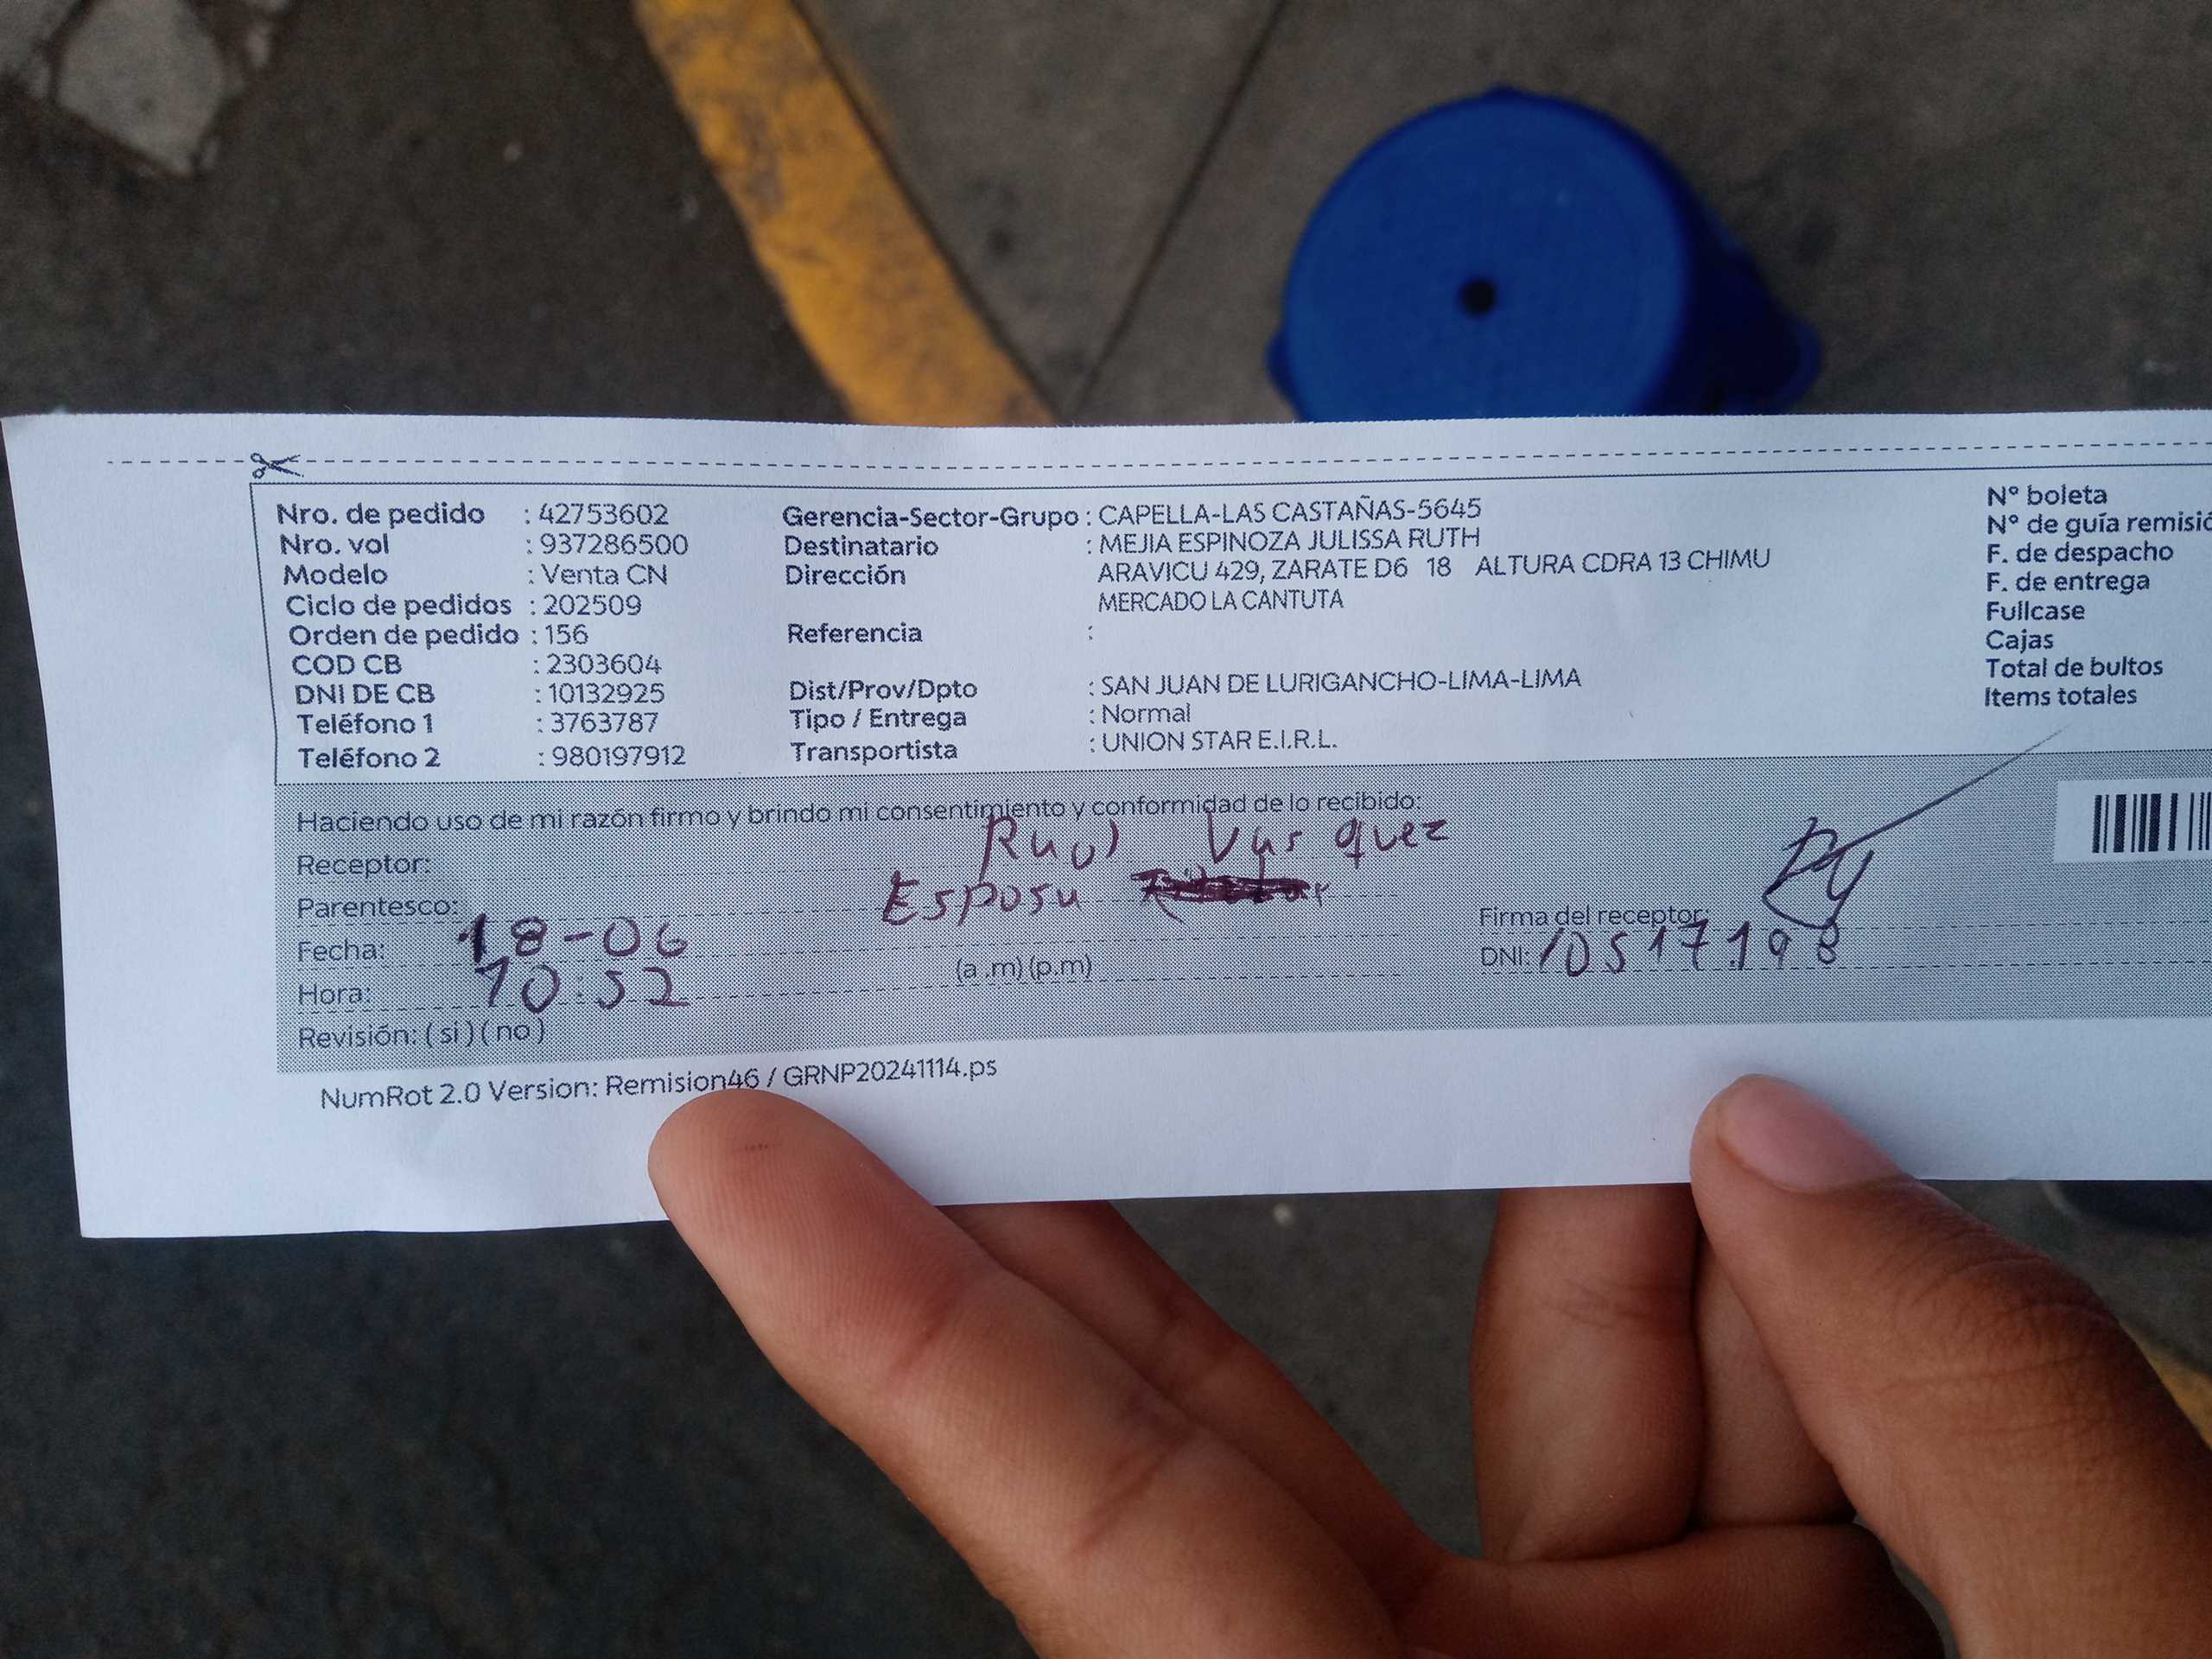 Nro. de pedido : 42753602
Nro. vol : 937286500
Modelo : Venta CN
Ciclo de pedidos : 202509
Orden de pedido : 156
COD CB : 2303604
DNI DE CB : 10132925
Teléfono 1 : 3763787
Teléfono 2 : 980197912
Gerencia-Sector-Grupo : CAPELLA-LAS CASTAÑAS-5645
Destinatario : MEJIA ESPINOZA JULISSA RUTH
Dirección ARAVICU 429, ZARATE D6 18 ALTURA CDRA 13 CHIMU
MERCADO LA CANTUTA
Referencia :
Dist/Prov/Dpto : SAN JUAN DE LURIGANCHO-LIMA-LIMA
Tipo / Entrega : Normal
Transportista : UNION STAR E.I.R.L.
N° boleta
N° de guía remisió
F. de despacho
F. de entrega
Fullcase
Cajas
Total de bultos
Items totales
Haciendo uso de mi razón firmo y brindo mi consentimiento y conformidad de lo recibido:
Receptor: Raul Vasquez
Parentesco: Esposo
Fecha: 18-06
Hora: 10:52 (a .m) (p.m)
Revisión: ( si ) ( no )
Firma del receptor:
DNI: 10517198
NumRot 2.0 Version: Remision46 / GRNP20241114.ps